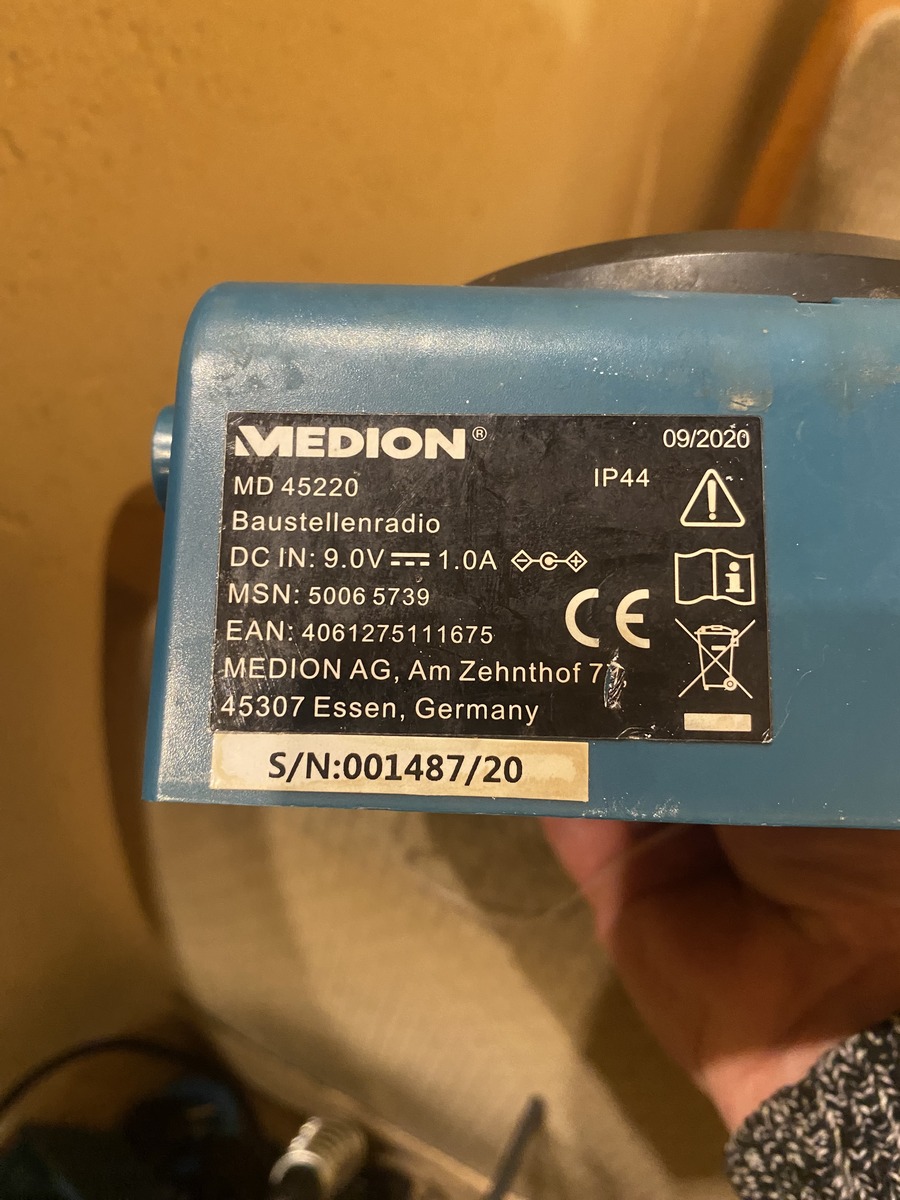 MEDION® 09/2020
MD 45220 IP44
Baustellenradio
DC IN: 9.0V 1.0A
MSN: 5006 5739
EAN: 4061275111675
CE
MEDION AG, Am Zehnthof 77,
45307 Essen, Germany
S/N:001487/20